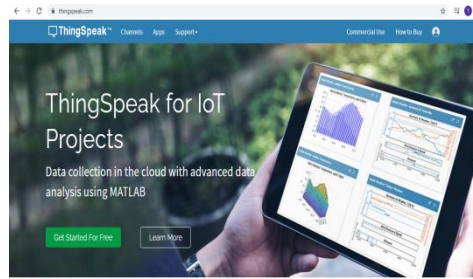 thingspeak.com
ThingSpeak™ Channels Apps Support Commercial Use How to Buy
ThingSpeak for IoT
Projects
Data collection in the cloud with advanced data
analysis using MATLAB
Get Started For Free Learn More